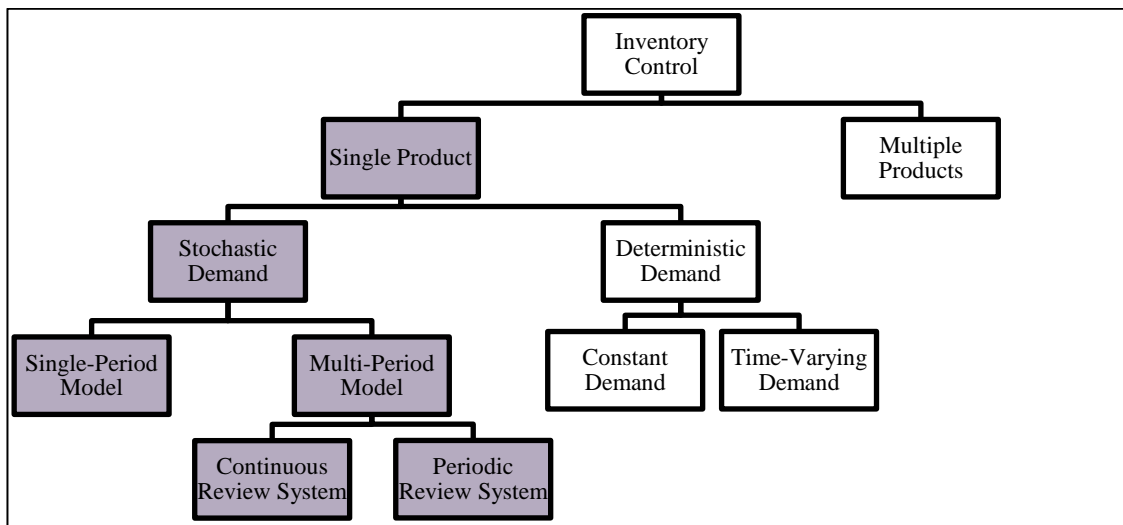 Inventory
Control
Single Product
Multiple
Products
Stochastic
Demand
Deterministic
Demand
Single-Period
Model
Multi-Period
Model
Constant
Demand
Time-Varying
Demand
Continuous
Review System
Periodic
Review System